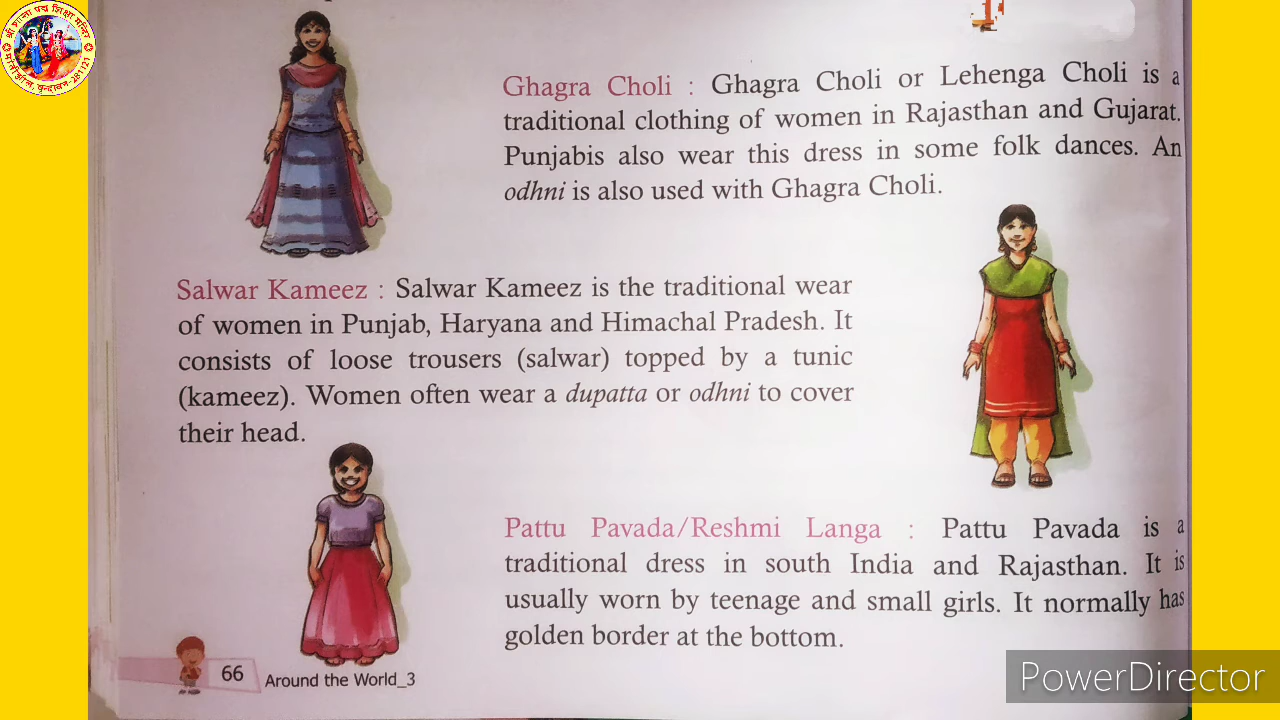 श्री राधा पद्म शिक्षा मन्दिर
Ghagra Choli : Ghagra Choli or Lehenga Choli is a
traditional clothing of women in Rajasthan and Gujarat.
Punjabis also wear this dress in some folk dances. An
odhni is also used with Ghagra Choli.
Salwar Kameez : Salwar Kameez is the traditional wear
of women in Punjab, Haryana and Himachal Pradesh. It
consists of loose trousers (salwar) topped by a tunic
(kameez). Women often wear a dupatta or odhni to cover
their head.
Pattu Pavada/Reshmi Langa : Pattu Pavada is a
traditional dress in south India and Rajasthan. It is
usually worn by teenage and small girls. It normally has
golden border at the bottom.
66 Around the World_3
PowerDirector